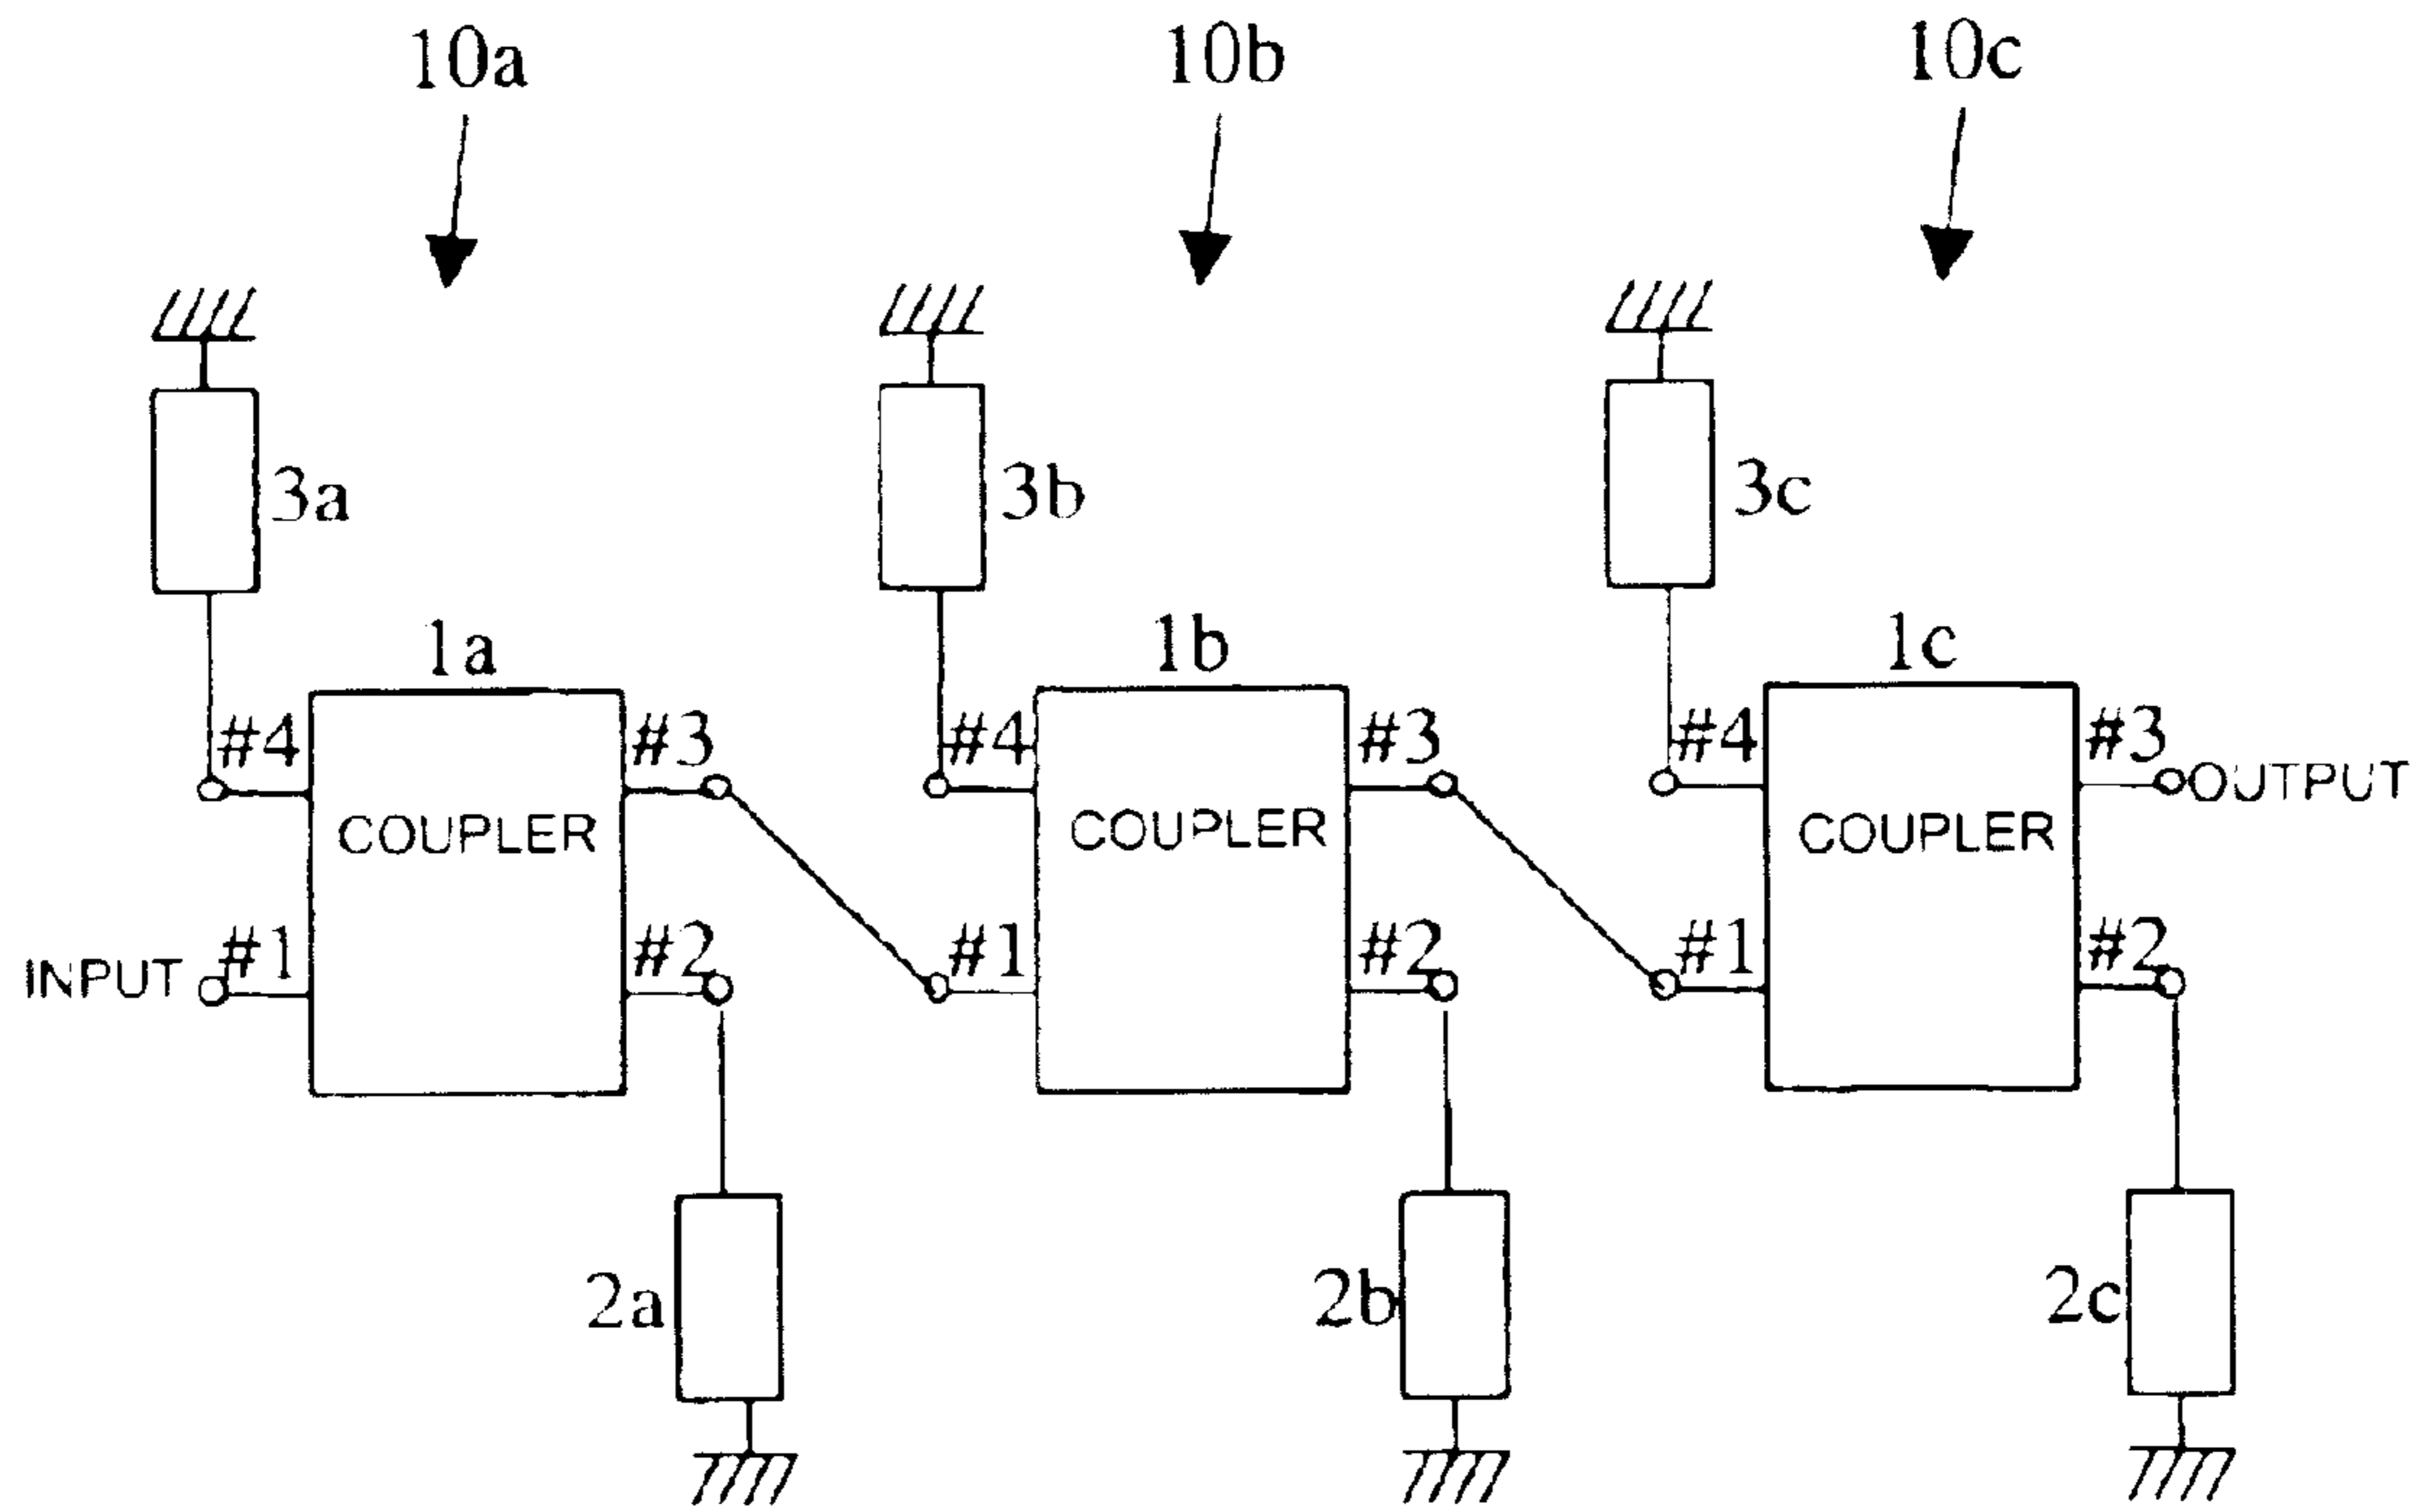 10a 10b 10c
3a 3b 3c
1a 1b 1c
#4 #3 #4 #3 #4 #3
OUTPUT
COUPLER COUPLER COUPLER
#1 #2 #1 #2 #1 #2
INPUT
2a 2b 2c